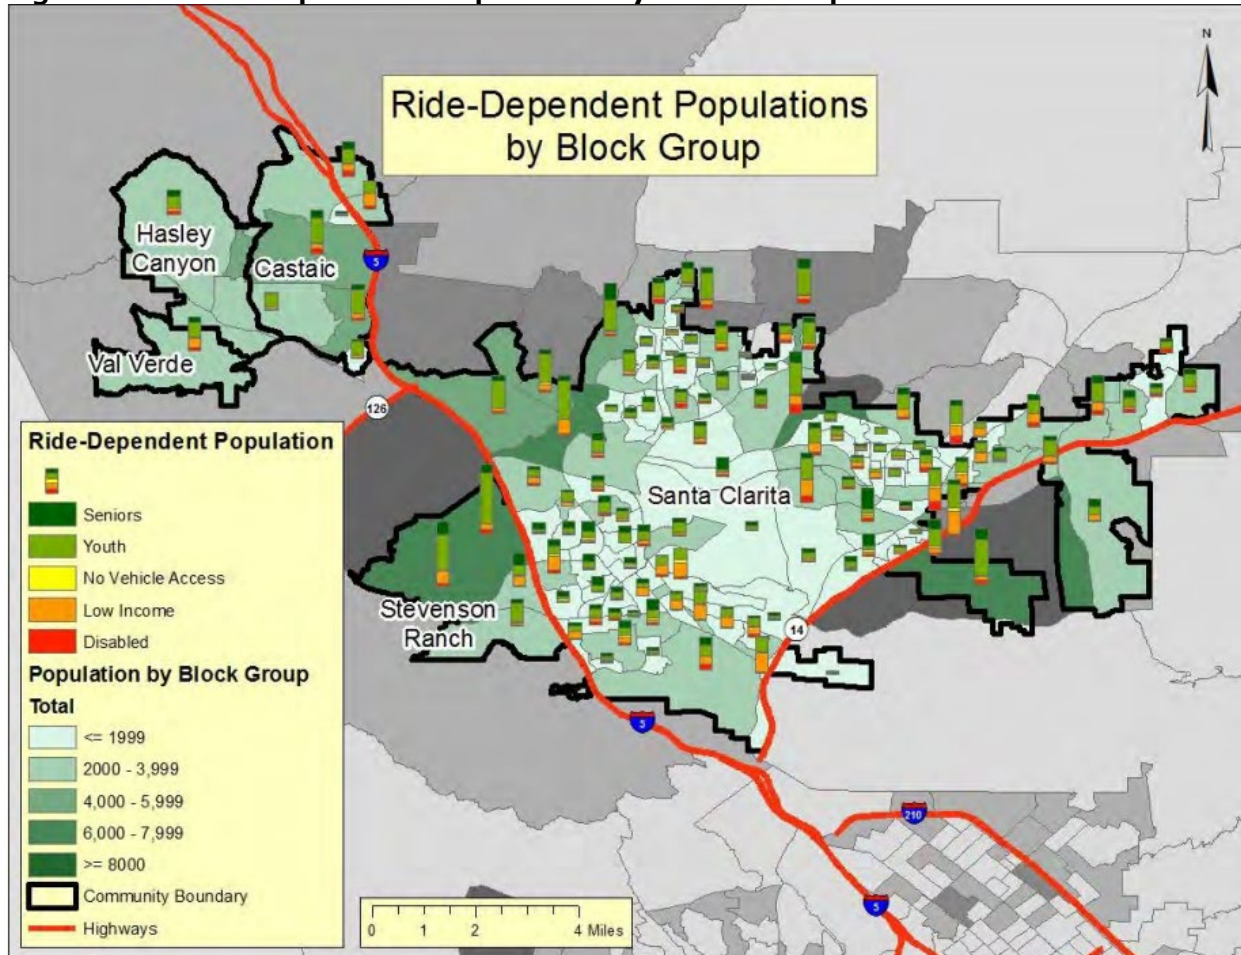 Ride-Dependent Populations
by Block Group
N
Hasley
Canyon
Castaic
5
Val Verde
126
Santa Clarita
Stevenson
Ranch
14
5
210
5
Ride-Dependent Population
Seniors
Youth
No Vehicle Access
Low Income
Disabled
Population by Block Group
Total
<= 1999
2000 - 3,999
4,000 - 5,999
6,000 - 7,999
>= 8000
Community Boundary
Highways
0 1 2 4 Miles